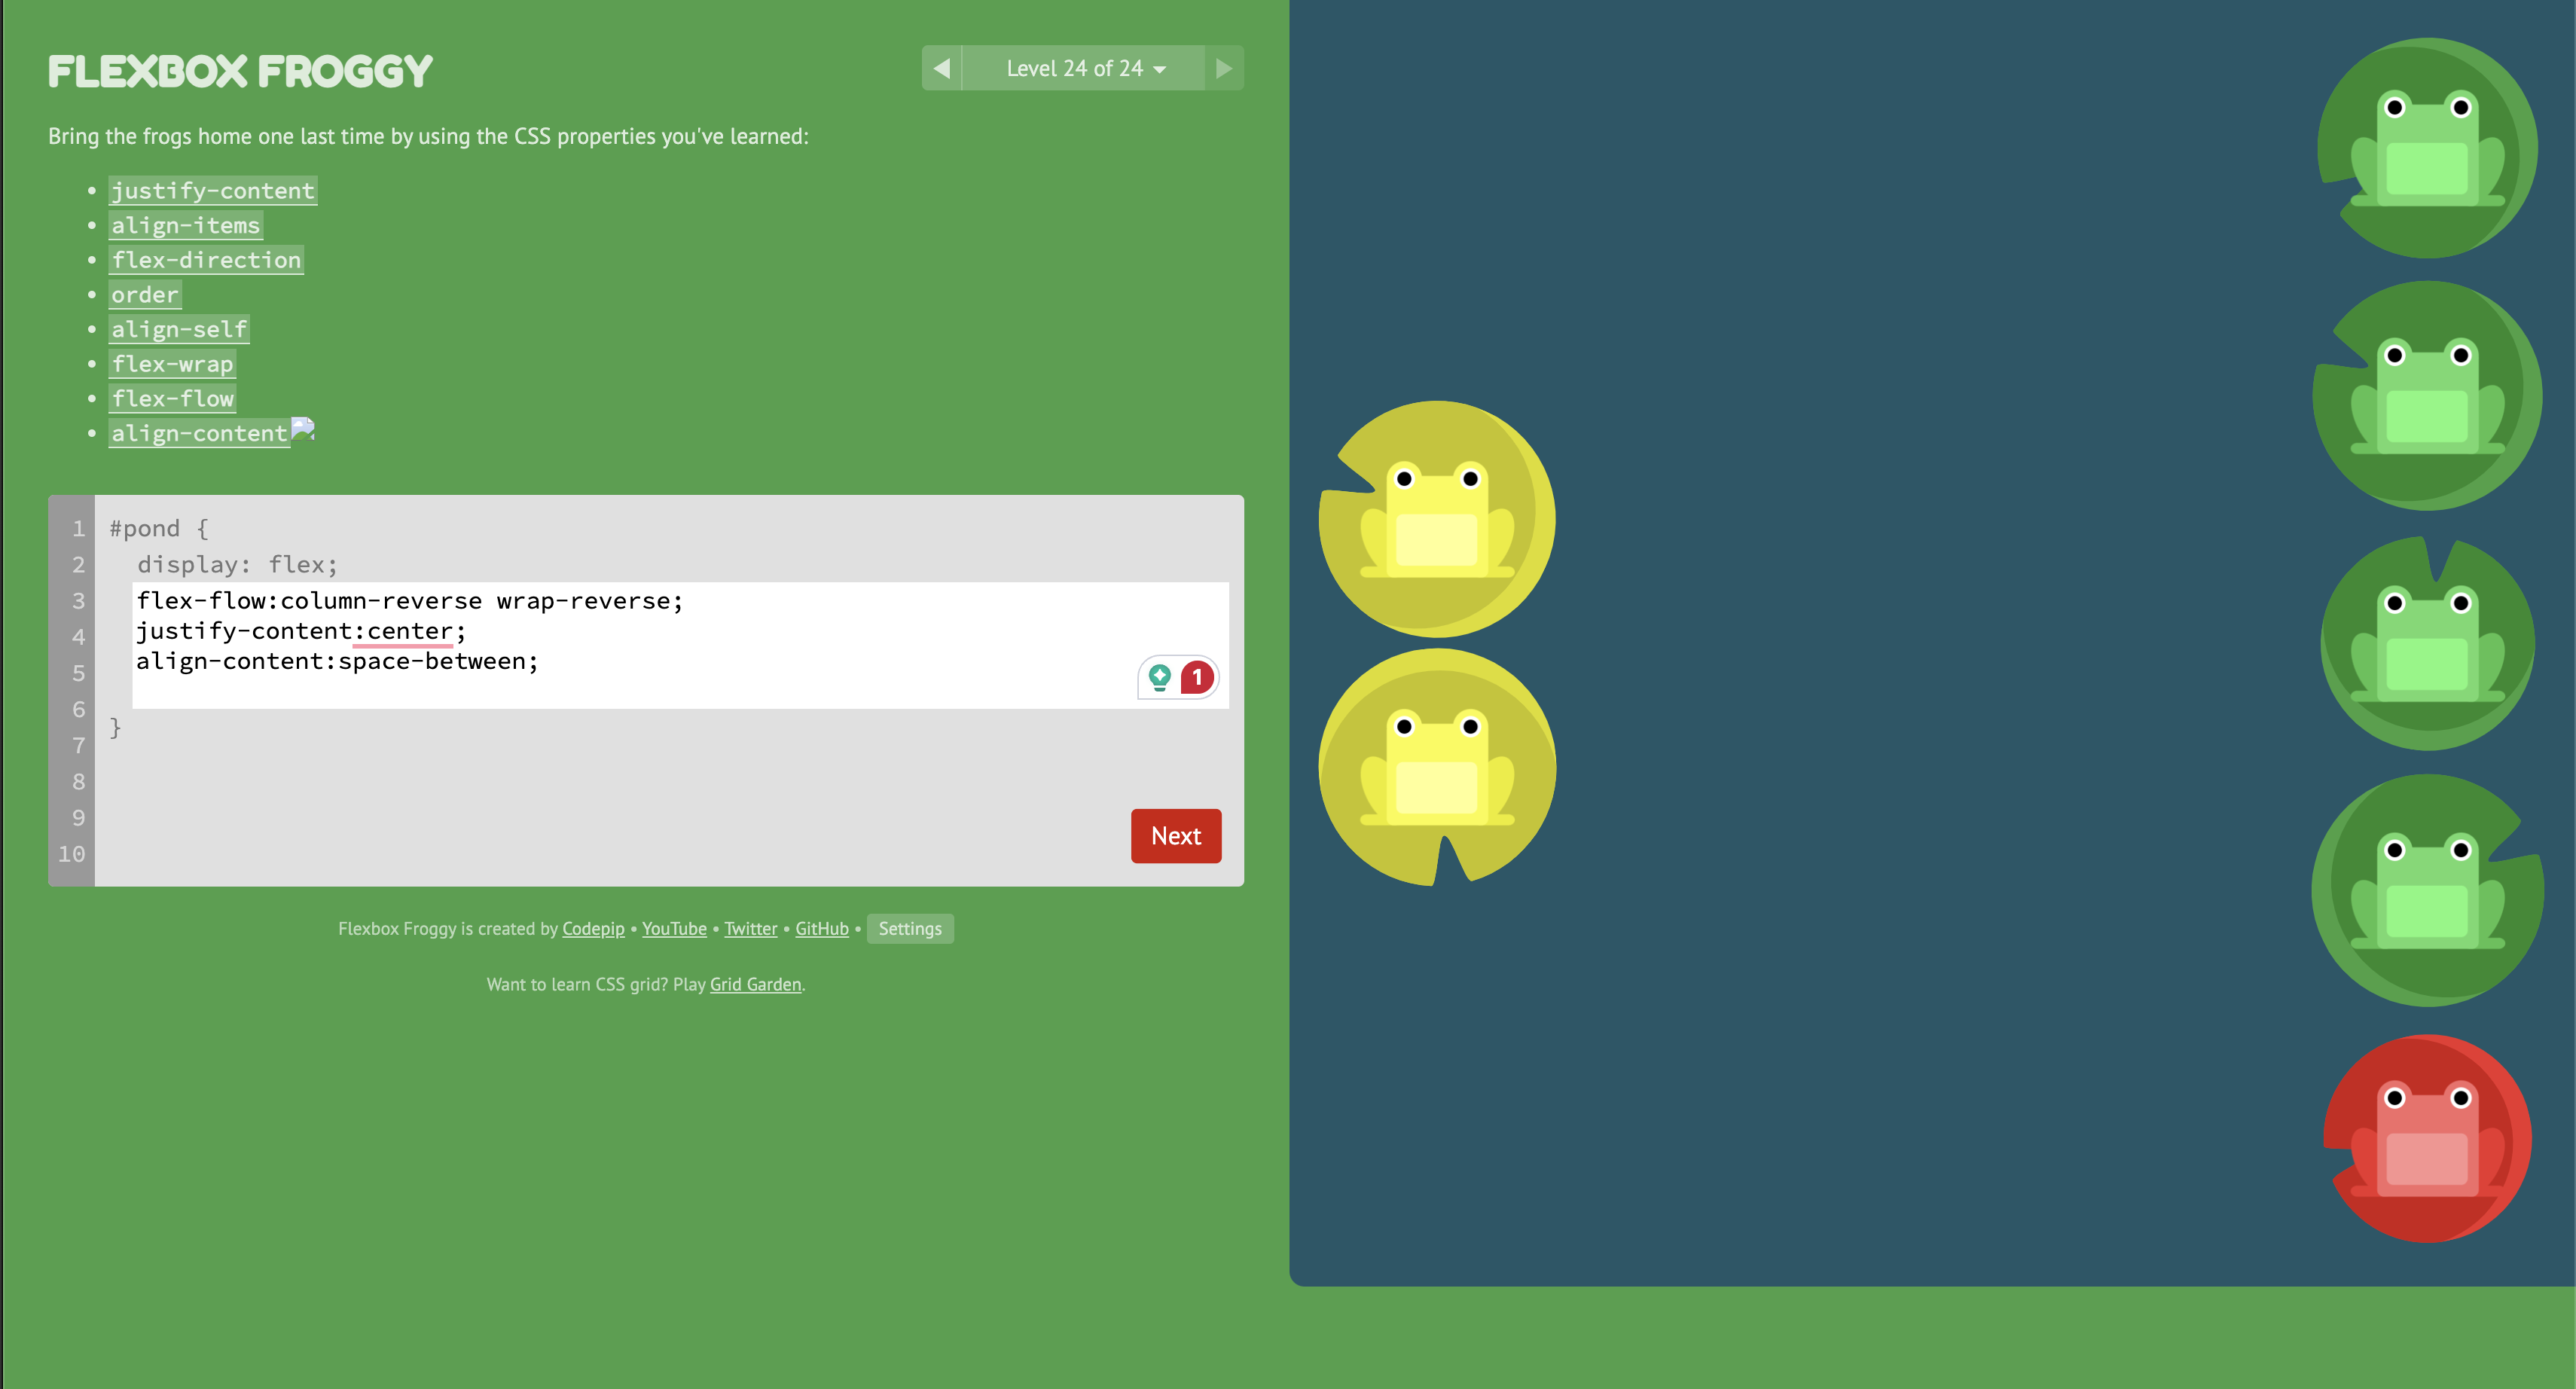 FLEXBOX FROGGY
Level 24 of 24
Bring the frogs home one last time by using the CSS properties you've learned:
• justify-content
• align-items
• flex-direction
• order
• align-self
• flex-wrap
• flex-flow
• align-content
1 #pond {
2 display: flex;
3 flex-flow:column-reverse wrap-reverse;
4 justify-content:center;
5 align-content:space-between;
1
6
7 }
8
9
10
Next
Flexbox Froggy is created by Codepip • YouTube • Twitter • GitHub • Settings
Want to learn CSS grid? Play Grid Garden.